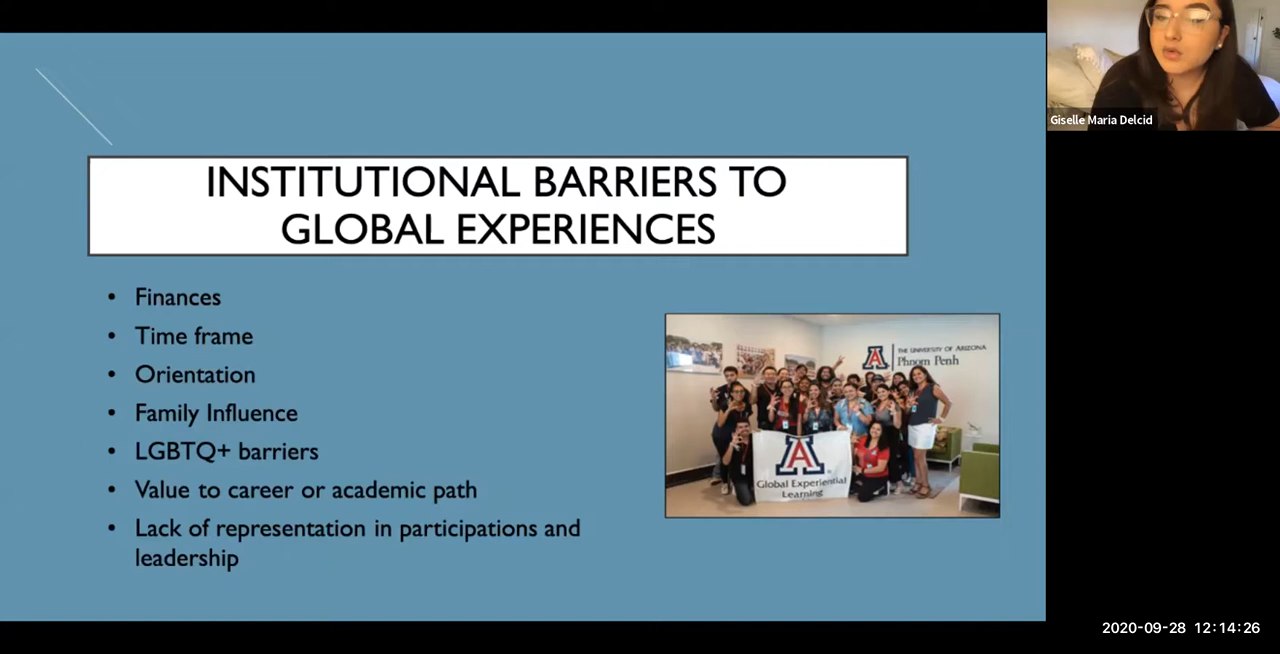 INSTITUTIONAL BARRIERS TO
GLOBAL EXPERIENCES
• Finances
• Time frame
• Orientation
• Family Influence
• LGBTQ+ barriers
• Value to career or academic path
• Lack of representation in participations and
leadership
A THE UNIVERSITY OF ARIZONA
Phnom Penh
A
Global Experiential
Learning
Giselle Maria Delcid
2020-09-28 12:14:26